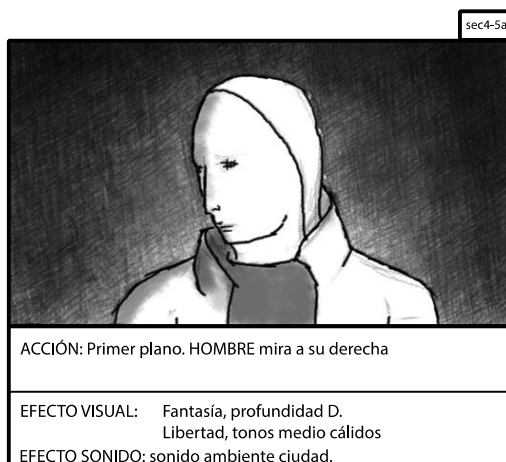 sec4-5a
ACCIÓN: Primer plano. HOMBRE mira a su derecha
EFECTO VISUAL: Fantasía, profundidad D.
Libertad, tonos medio cálidos
EFECTO SONIDO: sonido ambiente ciudad.